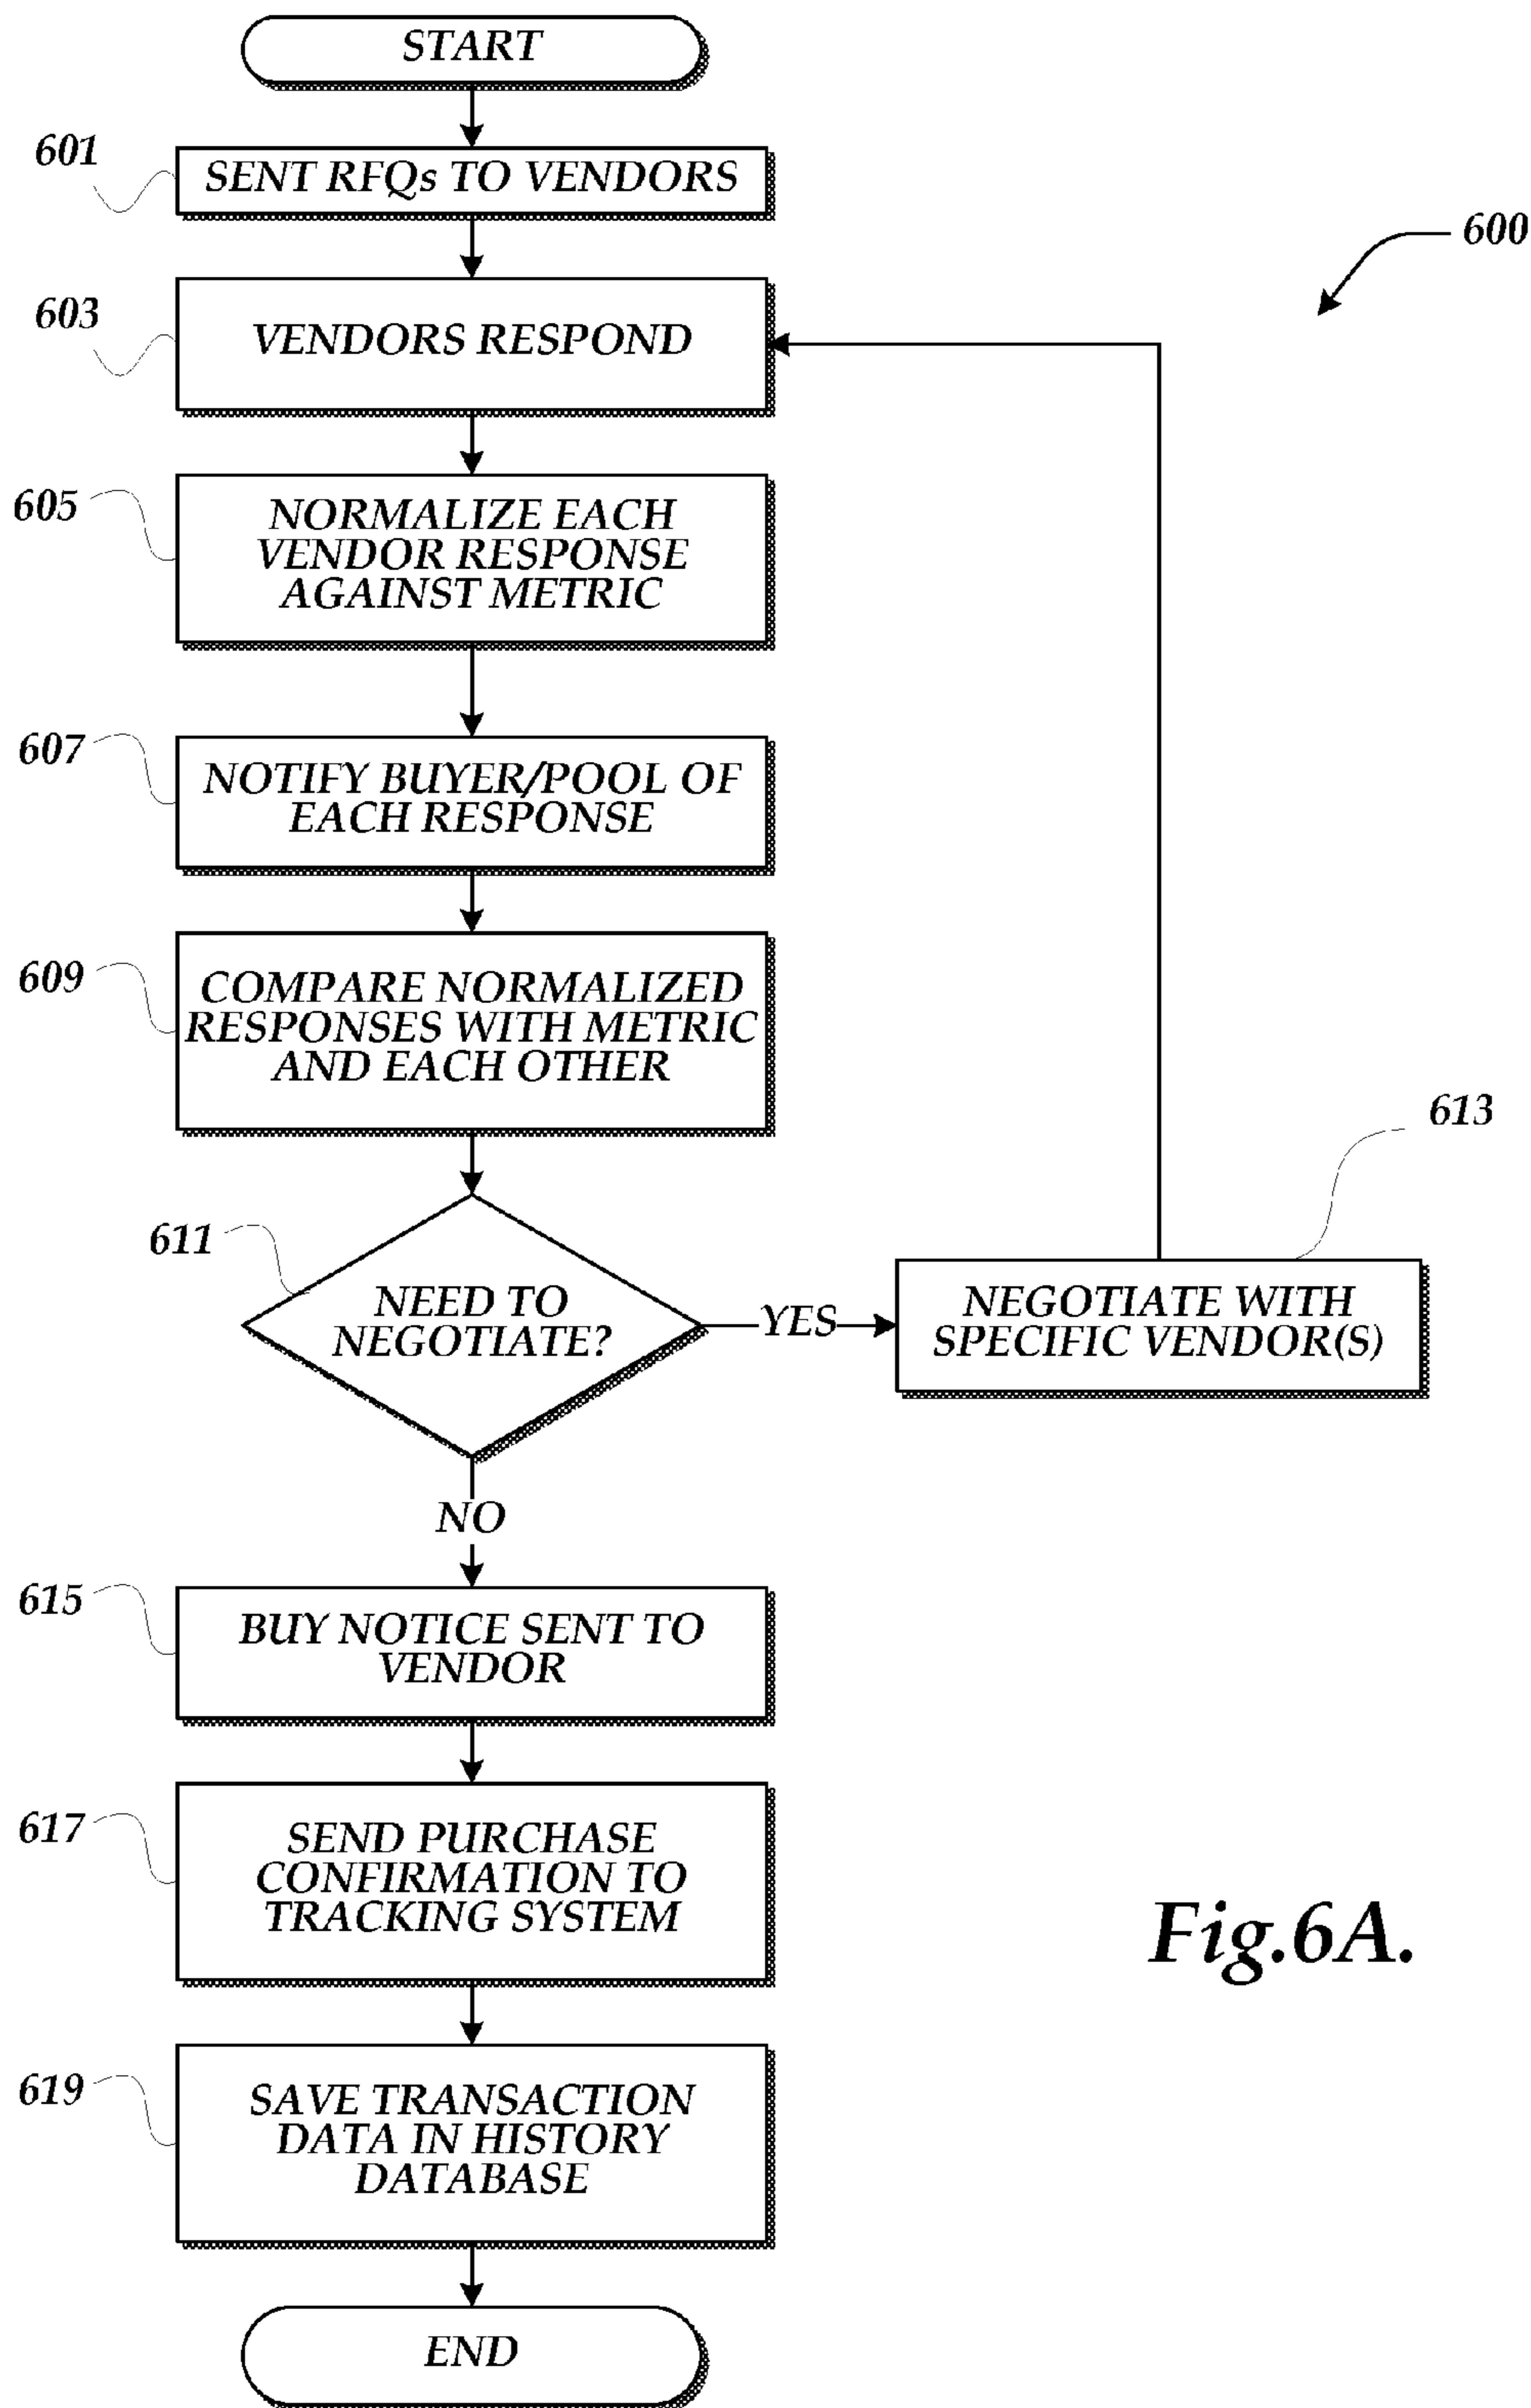 START
601
SENT RFQs TO VENDORS
600
603
VENDORS RESPOND
605
NORMALIZE EACH
VENDOR RESPONSE
AGAINST METRIC
607
NOTIFY BUYER/POOL OF
EACH RESPONSE
609
COMPARE NORMALIZED
RESPONSES WITH METRIC
AND EACH OTHER
611
NEED TO
NEGOTIATE?
YES
613
NEGOTIATE WITH
SPECIFIC VENDOR(S)
NO
615
BUY NOTICE SENT TO
VENDOR
617
SEND PURCHASE
CONFIRMATION TO
TRACKING SYSTEM
Fig.6A.
619
SAVE TRANSACTION
DATA IN HISTORY
DATABASE
END